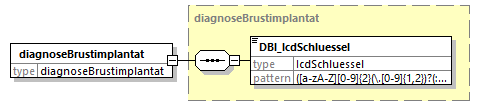 diagnoseBrustimplantat
diagnoseBrustimplantat
type diagnoseBrustimplantat
DBI_IcdSchluessel
type IcdSchluessel
pattern ([a-zA-Z][0-9]{2}(\.[0-9]{1,2})?(:...